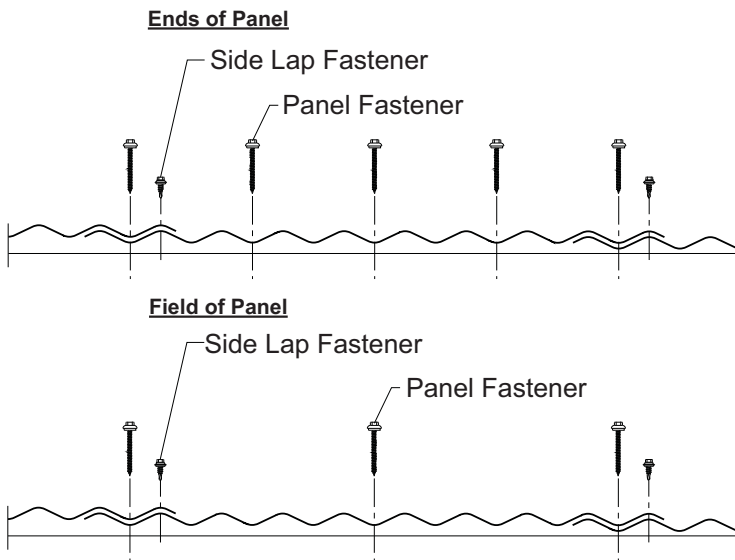 Ends of Panel
Side Lap Fastener
Panel Fastener
Field of Panel
Side Lap Fastener
Panel Fastener